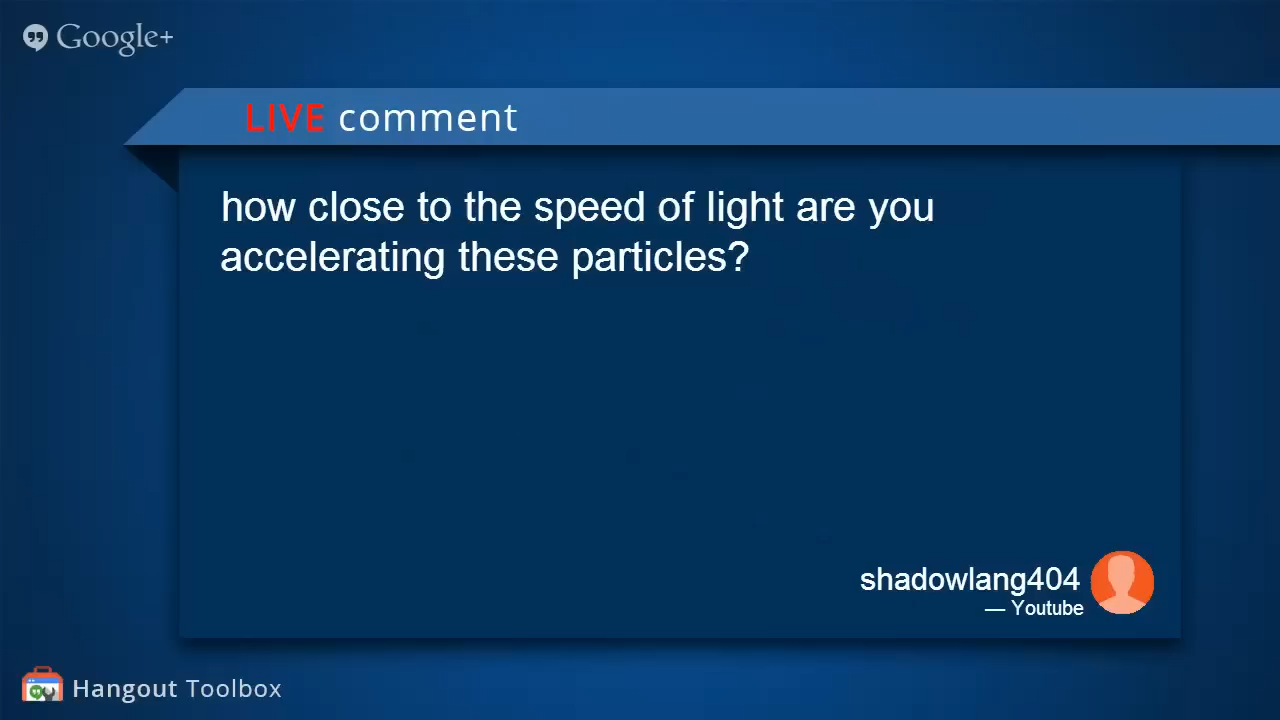 Google+
LIVE comment
how close to the speed of light are you
accelerating these particles?
shadowlang404
— Youtube
Hangout Toolbox